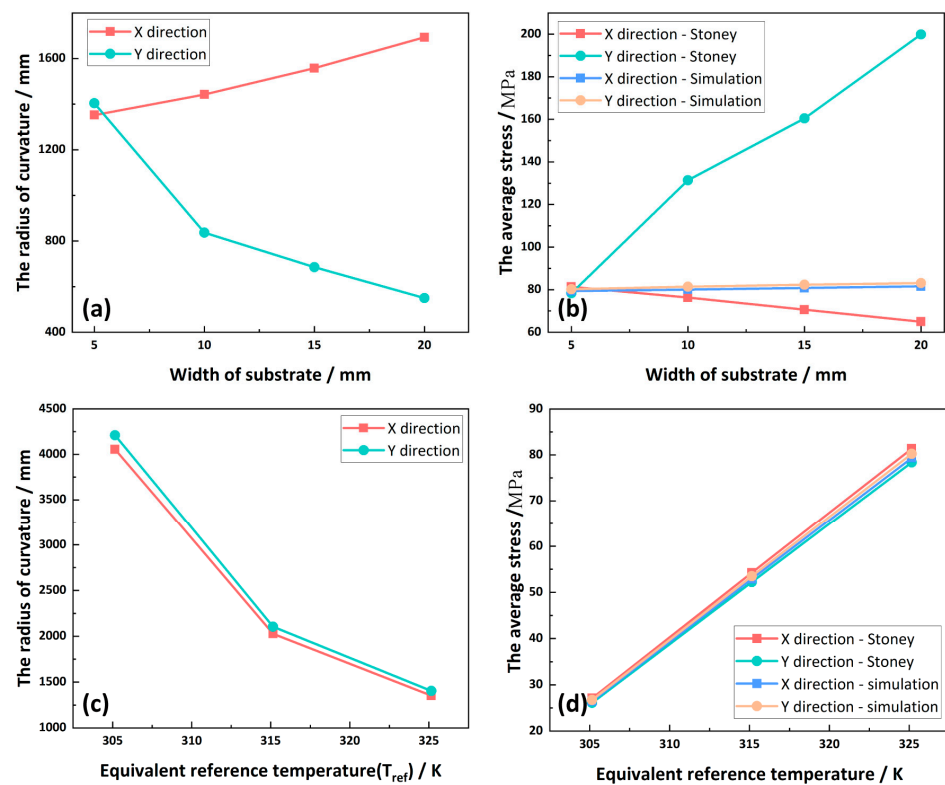 The radius of curvature / mm
1600
1200
800
400
X direction
Y direction
(a)
5
10
15
20
Width of substrate / mm
The average stress / MPa
200
180
160
140
120
100
80
60
X direction - Stoney
Y direction - Stoney
X direction - Simulation
Y direction - Simulation
(b)
5
10
15
20
Width of substrate / mm
The radius of curvature / mm
4500
4000
3500
3000
2500
2000
1500
1000
X direction
Y direction
(c)
305
310
315
320
325
Equivalent reference temperature(Tref) / K
The average stress /MPa
90
80
70
60
50
40
30
20
X direction - Stoney
Y direction - Stoney
X direction - simulation
Y direction - simulation
(d)
305
310
315
320
325
Equivalent reference temperature / K